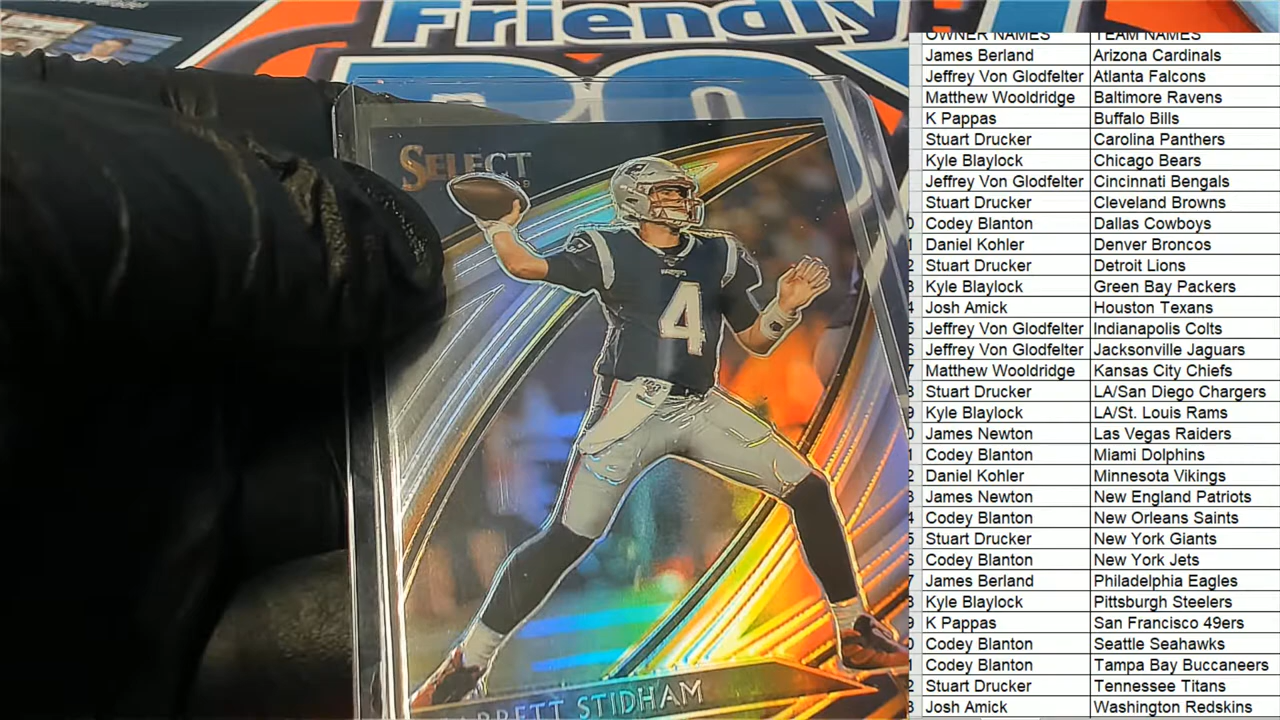 Friendly
SELECT
PATRIOTS
4
STIDHAM
OWNER NAMES TEAM NAMES
James Berland Arizona Cardinals
Jeffrey Von Glodfelter Atlanta Falcons
Matthew Wooldridge Baltimore Ravens
K Pappas Buffalo Bills
Stuart Drucker Carolina Panthers
Kyle Blaylock Chicago Bears
Jeffrey Von Glodfelter Cincinnati Bengals
Stuart Drucker Cleveland Browns
Codey Blanton Dallas Cowboys
Daniel Kohler Denver Broncos
Stuart Drucker Detroit Lions
Kyle Blaylock Green Bay Packers
Josh Amick Houston Texans
Jeffrey Von Glodfelter Indianapolis Colts
Jeffrey Von Glodfelter Jacksonville Jaguars
Matthew Wooldridge Kansas City Chiefs
Stuart Drucker LA/San Diego Chargers
Kyle Blaylock LA/St. Louis Rams
James Newton Las Vegas Raiders
Codey Blanton Miami Dolphins
Daniel Kohler Minnesota Vikings
James Newton New England Patriots
Codey Blanton New Orleans Saints
Stuart Drucker New York Giants
Codey Blanton New York Jets
James Berland Philadelphia Eagles
Kyle Blaylock Pittsburgh Steelers
K Pappas San Francisco 49ers
Codey Blanton Seattle Seahawks
Codey Blanton Tampa Bay Buccaneers
Stuart Drucker Tennessee Titans
Josh Amick Washington Redskins